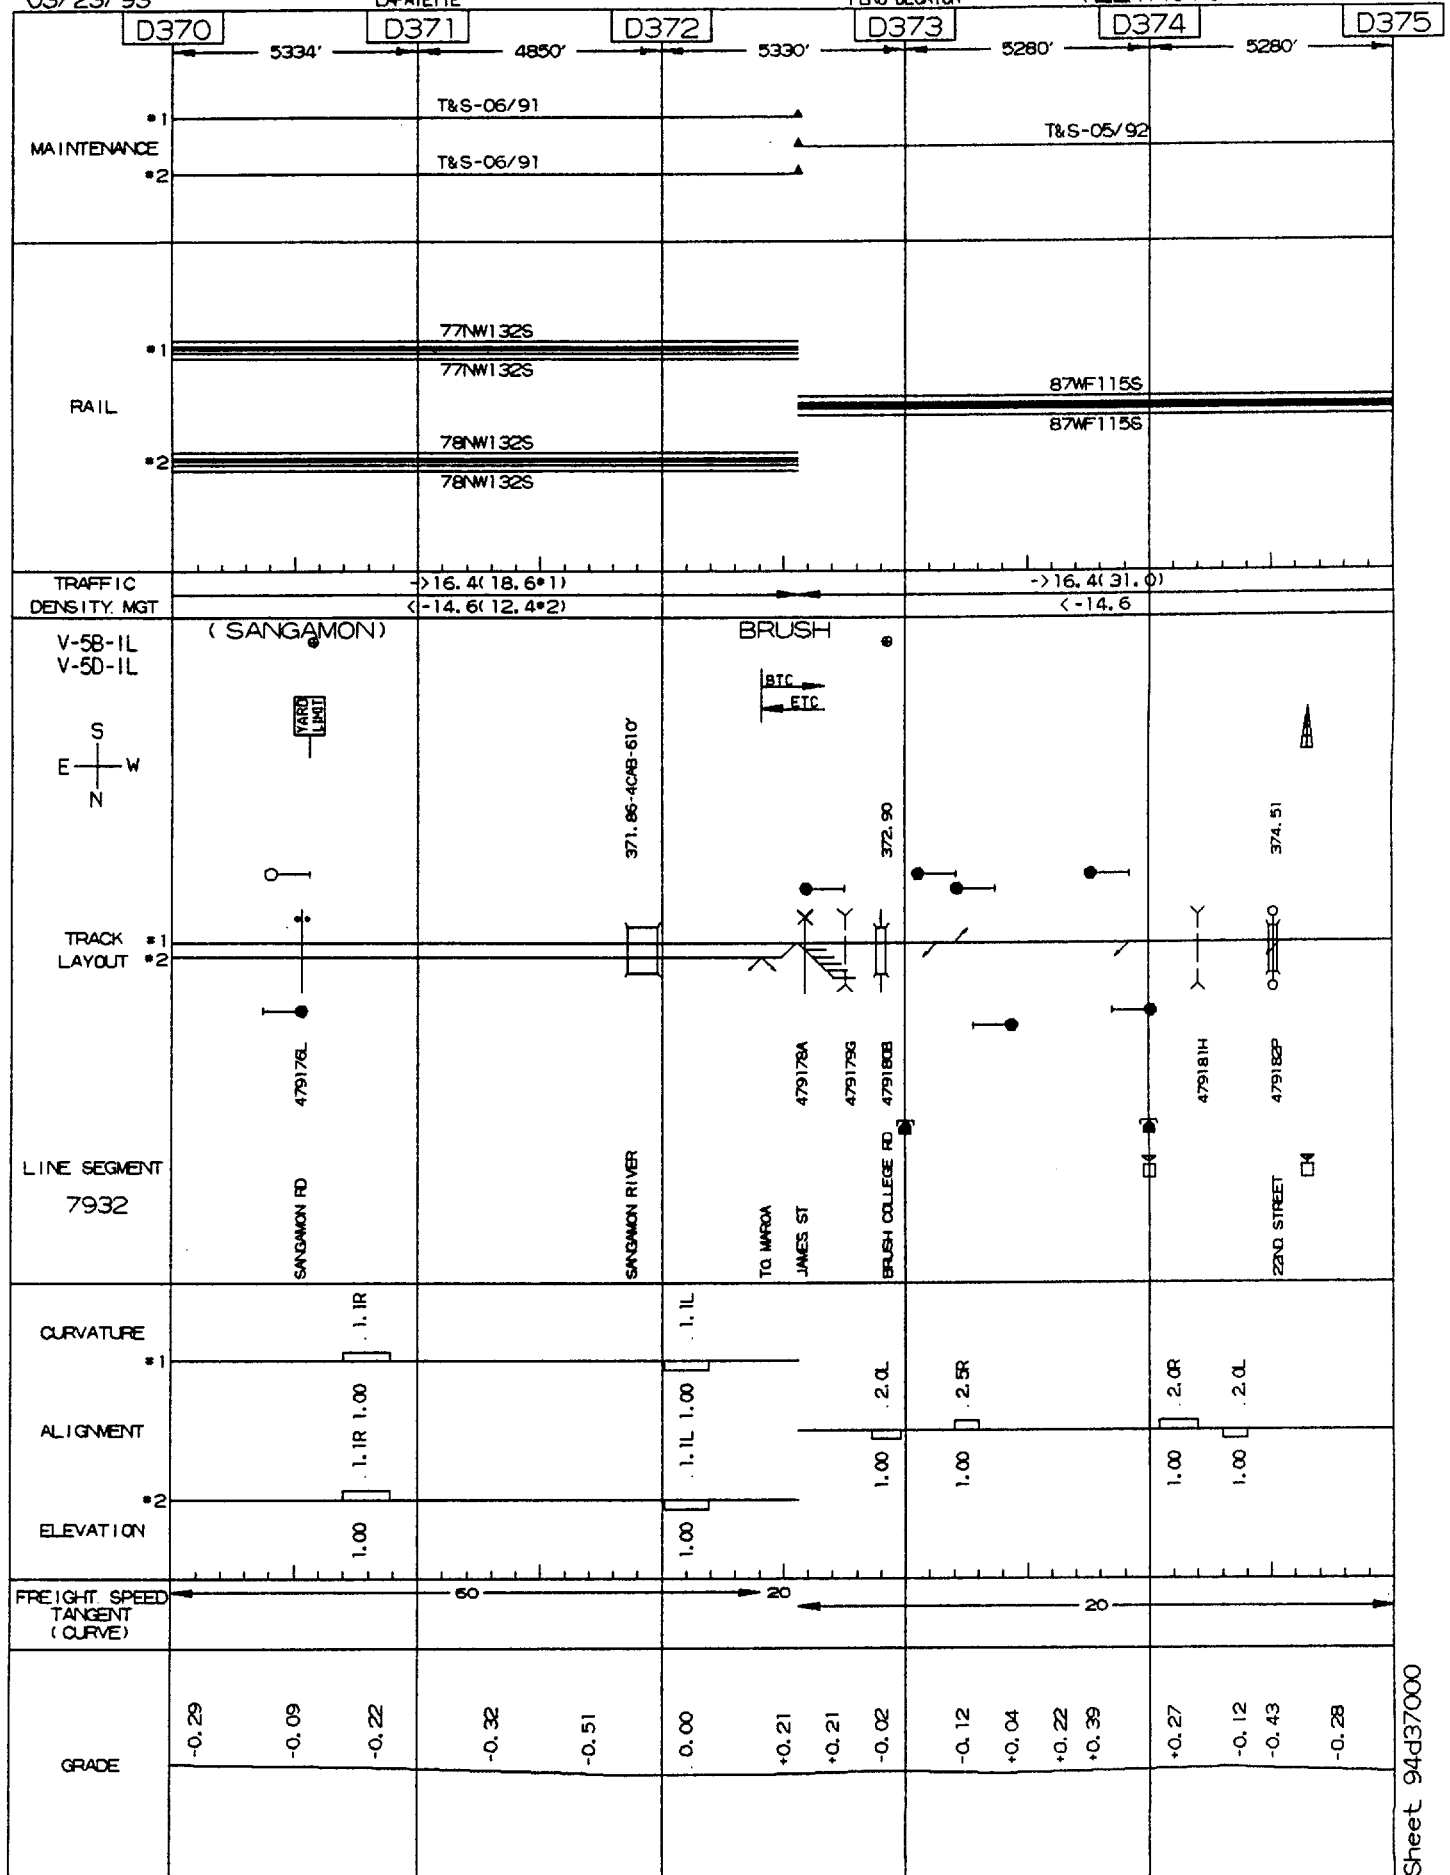 03/23/93
LAFAYETTE
D370 D371 D372 D373 D374 D375
5334' 4850' 5330' 5280' 5280'
MAINTENANCE
*1
T&S-06/91
T&S-05/92
*2
T&S-06/91
RAIL
*1
77NW132S
77NW132S
87WF115S
87WF115S
*2
78NW132S
78NW132S
TRAFFIC
DENSITY. MGT
->16.4(18.6*1)
<-14.6(12.4*2)
->16.4(31.0)
<-14.6
V-5B-IL
V-5D-IL
(SANGAMON)
BRUSH
YARD
LIMIT
BTC
ETC
S
E W
N
371.86-4CAB-610'
372.90
374.51
TRACK *1
LAYOUT *2
479176L
479178A
479179G
479180B
479181H
479182P
LINE SEGMENT
7932
SANGAMON RD
SANGAMON RIVER
TO MAROA
JAMES ST
BRUSH COLLEGE RD
22ND. STREET
CURVATURE
*1
1.1R
1.00
1.1L
1.00
2.0L
2.5R
2.0R
2.0L
ALIGNMENT
1.1R
1.1L
1.00
1.00
1.00
1.00
*2
ELEVATION
1.00
1.00
FREIGHT. SPEED
TANGENT
(CURVE)
60
20
20
GRADE
-0.29
-0.09
-0.22
-0.32
-0.51
0.00
+0.21
+0.21
-0.02
-0.12
+0.04
+0.22
+0.39
+0.27
-0.12
-0.43
-0.28
Sheet 94d37000